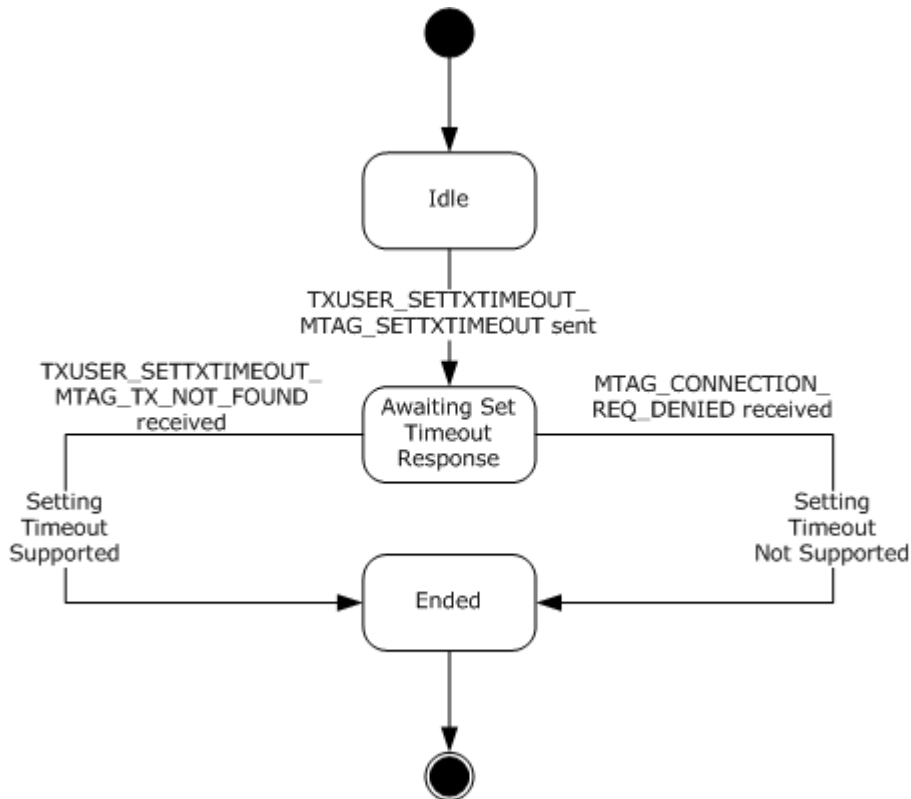 Idle
TXUSER_SETTXTIMEOUT_
MTAG_SETTXTIMEOUT sent
TXUSER_SETTXTIMEOUT_
MTAG_TX_NOT_FOUND
received
Awaiting Set
Timeout
Response
MTAG_CONNECTION_
REQ_DENIED received
Setting
Timeout
Supported
Setting
Timeout
Not Supported
Ended